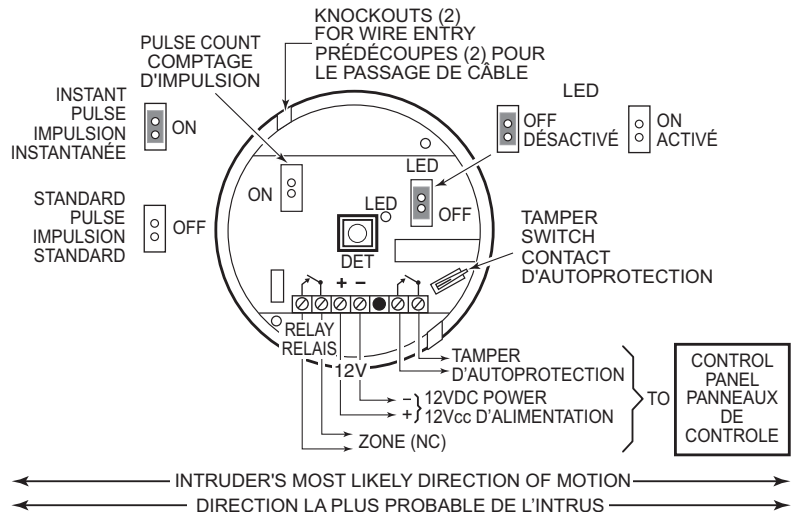 KNOCKOUTS (2)
FOR WIRE ENTRY
PRÉDÉCOUPES (2) POUR
LE PASSAGE DE CÂBLE
PULSE COUNT
COMPTAGE
D'IMPULSION
INSTANT
PULSE
IMPULSION
INSTANTANÉE
ON
LED
OFF
DÉSACTIVÉ
ON
ACTIVÉ
STANDARD
PULSE
IMPULSION
STANDARD
OFF
ON
LED
LED
OFF
DET
TAMPER
SWITCH
CONTACT
D'AUTOPROTECTION
+ –
RELAY
RELAIS
12V
TAMPER
D'AUTOPROTECTION
– 12VDC POWER
+ 12Vcc D'ALIMENTATION
ZONE (NC)
TO
CONTROL
PANEL
PANNEAUX
DE
CONTROLE
INTRUDER'S MOST LIKELY DIRECTION OF MOTION
DIRECTION LA PLUS PROBABLE DE L'INTRUS